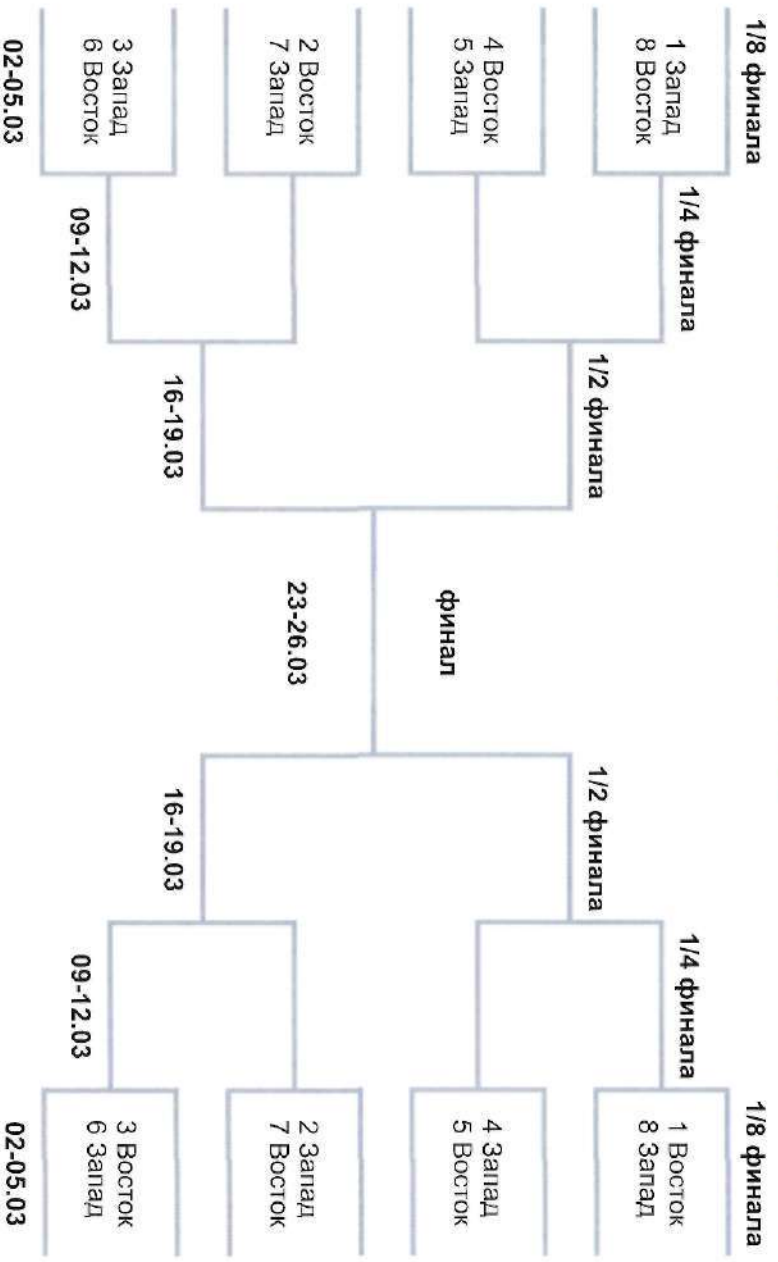 1/8 финала
1/4 финала
1/2 финала
финал
1/2 финала
1/4 финала
1/8 финала
1 Запад
8 Восток
4 Восток
5 Запад
2 Восток
7 Запад
3 Запад
6 Восток
1 Восток
8 Запад
4 Запад
5 Восток
2 Запад
7 Восток
3 Восток
6 Запад
02-05.03
09-12.03
16-19.03
23-26.03
16-19.03
09-12.03
02-05.03